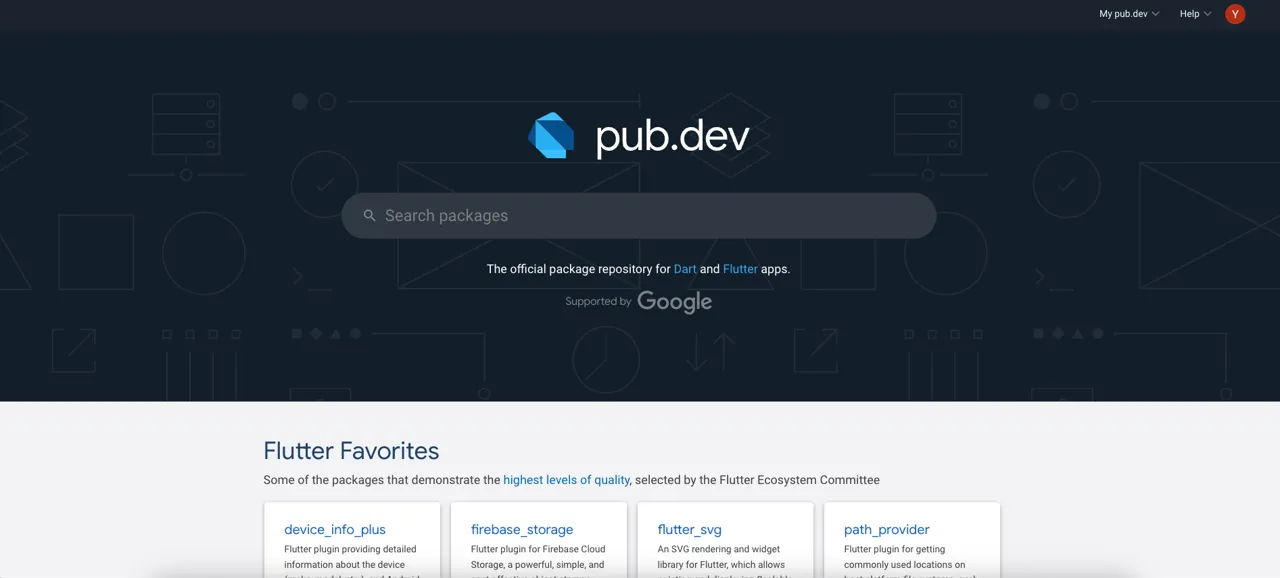 My pub.dev
Help
Y
pub.dev
Search packages
The official package repository for Dart and Flutter apps.
Supported by Google
Flutter Favorites
Some of the packages that demonstrate the highest levels of quality, selected by the Flutter Ecosystem Committee
device_info_plus
Flutter plugin providing detailed
information about the device
firebase_storage
Flutter plugin for Firebase Cloud
Storage, a powerful, simple, and
flutter_svg
An SVG rendering and widget
library for Flutter, which allows
path_provider
Flutter plugin for getting
commonly used locations on